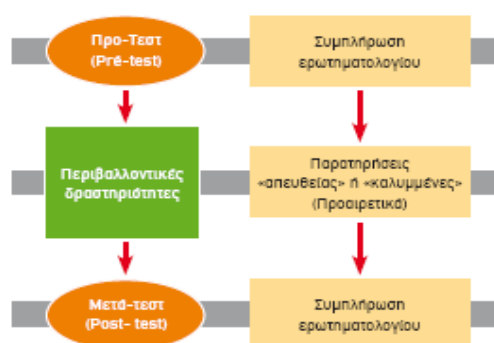 Προ-Τεστ
(Pré-test)
Συμπλήρωση
ερωτηματολογίου
Περιβαλλοντικές
δραστηριότητες
Παρατηρήσεις
«απευθείας» ή «καλυμμένες»
(Προαιρετικά)
Μετά-τεστ
(Post- test)
Συμπλήρωση
ερωτηματολογίου